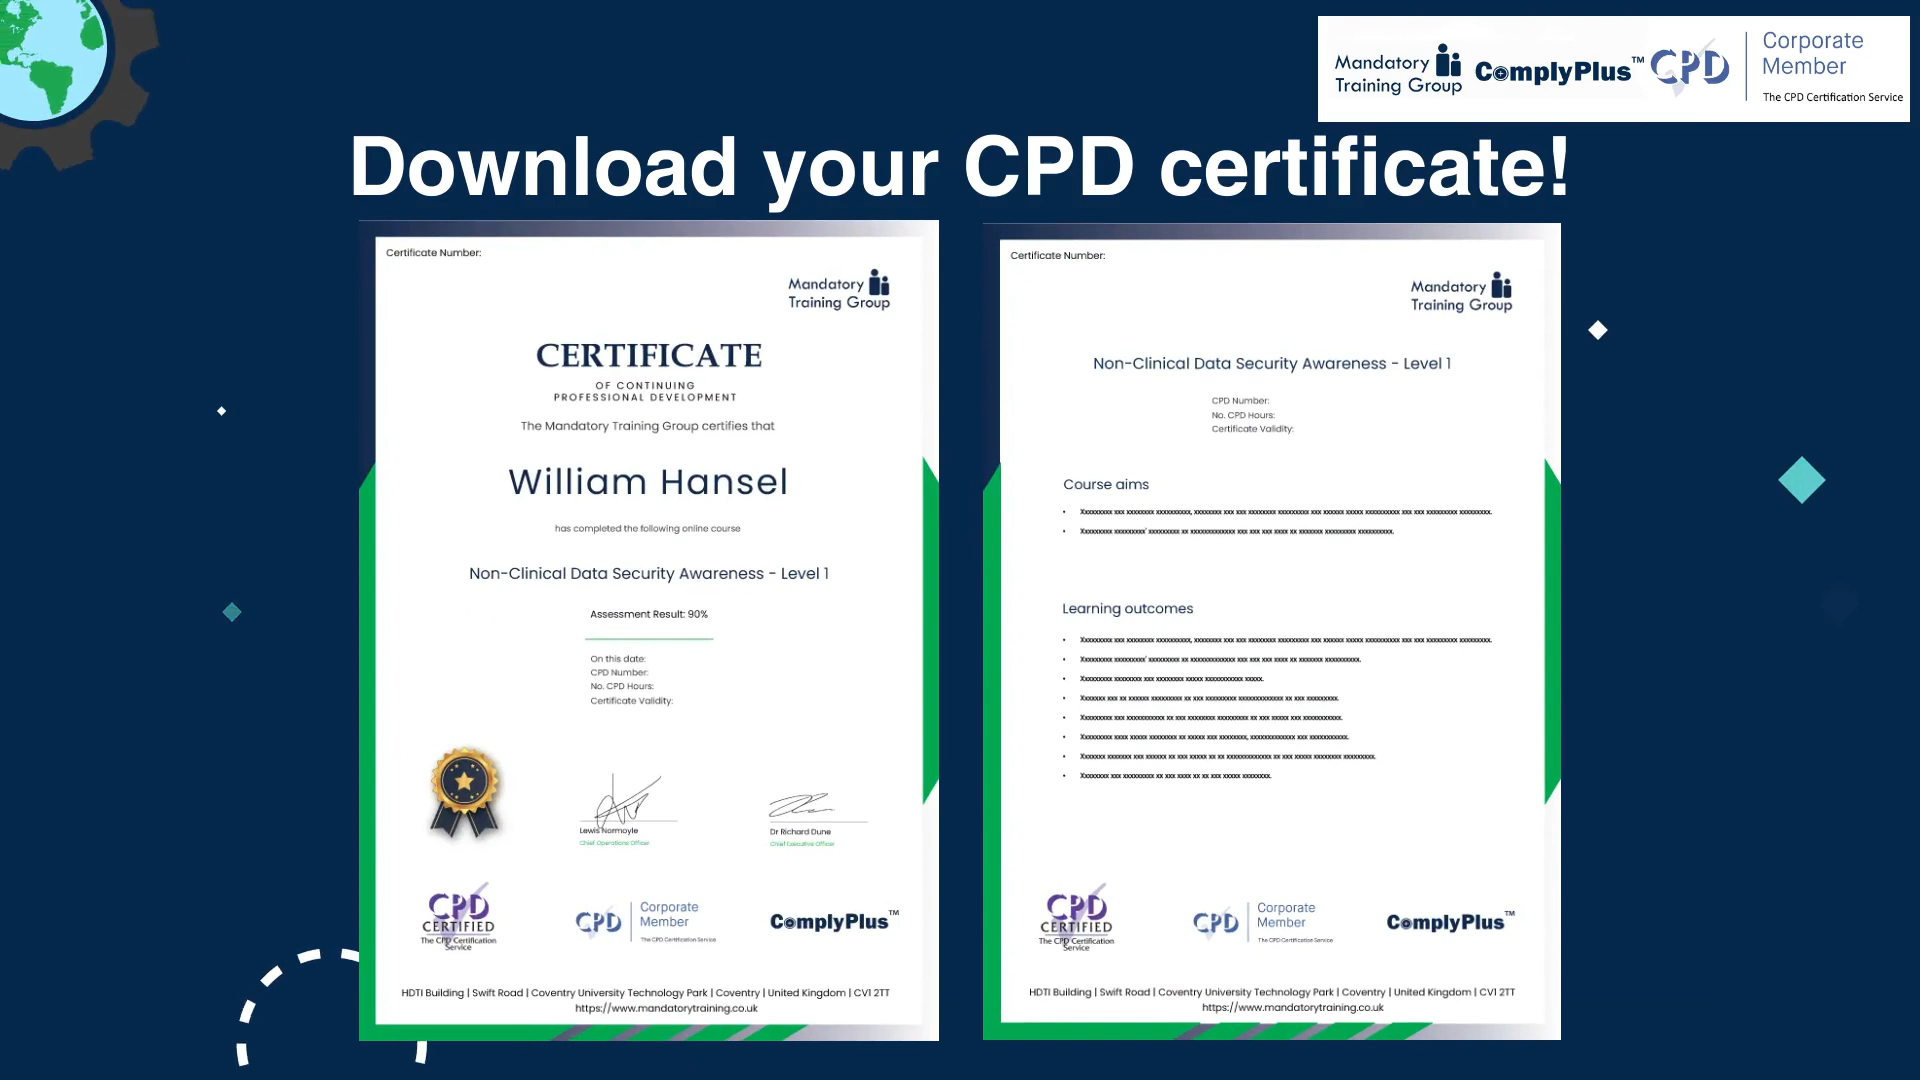 Mandatory
Training Group
ComplyPlus™
CPD
Corporate
Member
The CPD Certification Service
Download your CPD certificate!
Certificate Number:
Mandatory
Training Group
CERTIFICATE
OF CONTINUING
PROFESSIONAL DEVELOPMENT
The Mandatory Training Group certifies that
William Hansel
has completed the following online course
Non-Clinical Data Security Awareness - Level 1
Assessment Result: 90%
On this date:
CPD Number:
No. CPD Hours:
Certificate Validity:
Lewis Normoyle
Chief Operations Officer
Dr Richard Dune
Chief Executive Officer
CPD
CERTIFIED
The CPD Certification
Service
CPD
Corporate
Member
The CPD Certification Service
ComplyPlus™
HDTI Building | Swift Road | Coventry University Technology Park | Coventry | United Kingdom | CV1 2TT
https://www.mandatorytraining.co.uk
Certificate Number:
Mandatory
Training Group
Non-Clinical Data Security Awareness - Level 1
CPD Number:
No. CPD Hours:
Certificate Validity:
Course aims
Learning outcomes
CPD
CERTIFIED
The CPD Certification
Service
CPD
Corporate
Member
The CPD Certification Service
ComplyPlus™
HDTI Building | Swift Road | Coventry University Technology Park | Coventry | United Kingdom | CV1 2TT
https://www.mandatorytraining.co.uk